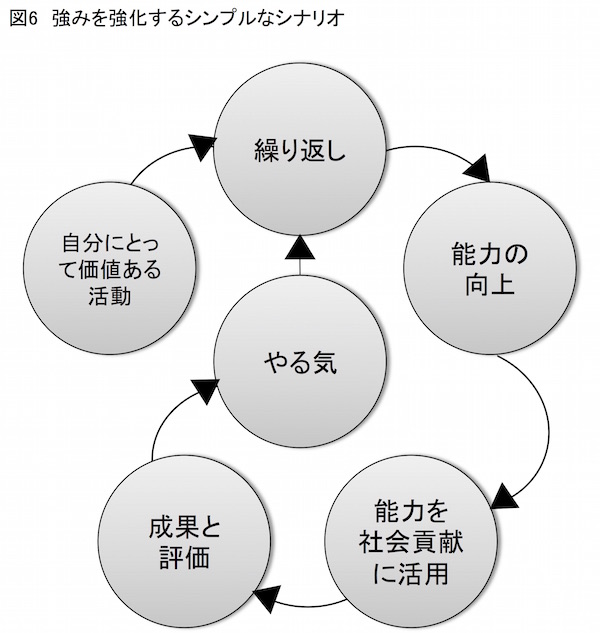 図6 強みを強化するシンプルなシナリオ
繰り返し
自分にとっ
て価値ある
活動
能力の
向上
やる気
成果と
評価
能力を
社会貢献
に活用